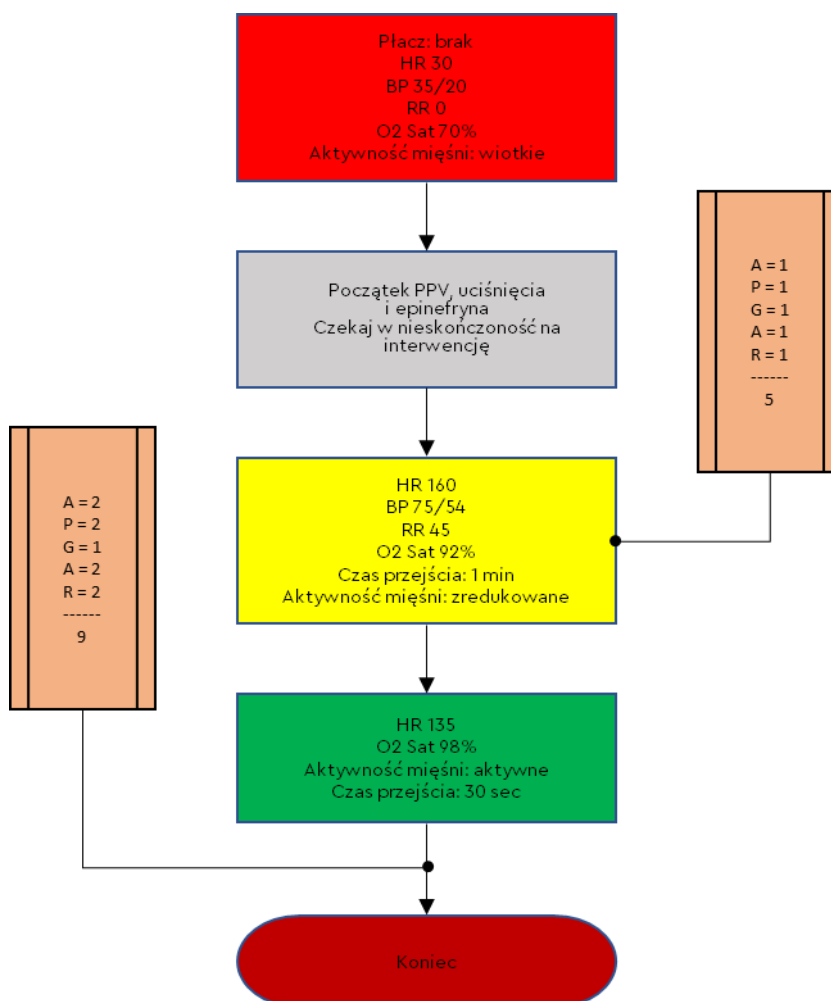 Płacz: brak
HR 30
BP 35/20
RR 0
O2 Sat 70%
Aktywność mięśni: wiotkie
Początek PPV, uciśnięcia
i epinefryna
Czekaj w nieskończoność na
interwencję
A = 1
P = 1
G = 1
A = 1
R = 1
------
5
HR 160
BP 75/54
RR 45
O2 Sat 92%
Czas przejścia: 1 min
Aktywność mięśni: zredukowane
A = 2
P = 2
G = 1
A = 2
R = 2
------
9
HR 135
O2 Sat 98%
Aktywność mięśni: aktywne
Czas przejścia: 30 sec
Koniec